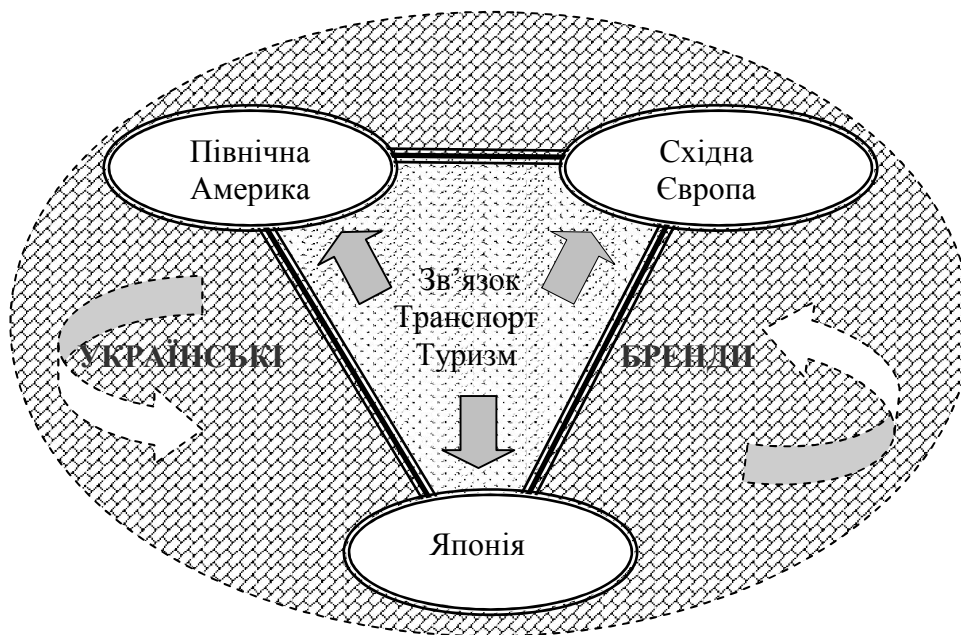 Північна
Америка
Східна
Європа
Зв’язок
Транспорт
Туризм
УКРАЇНСЬКІ
БРЕНДИ
Японія